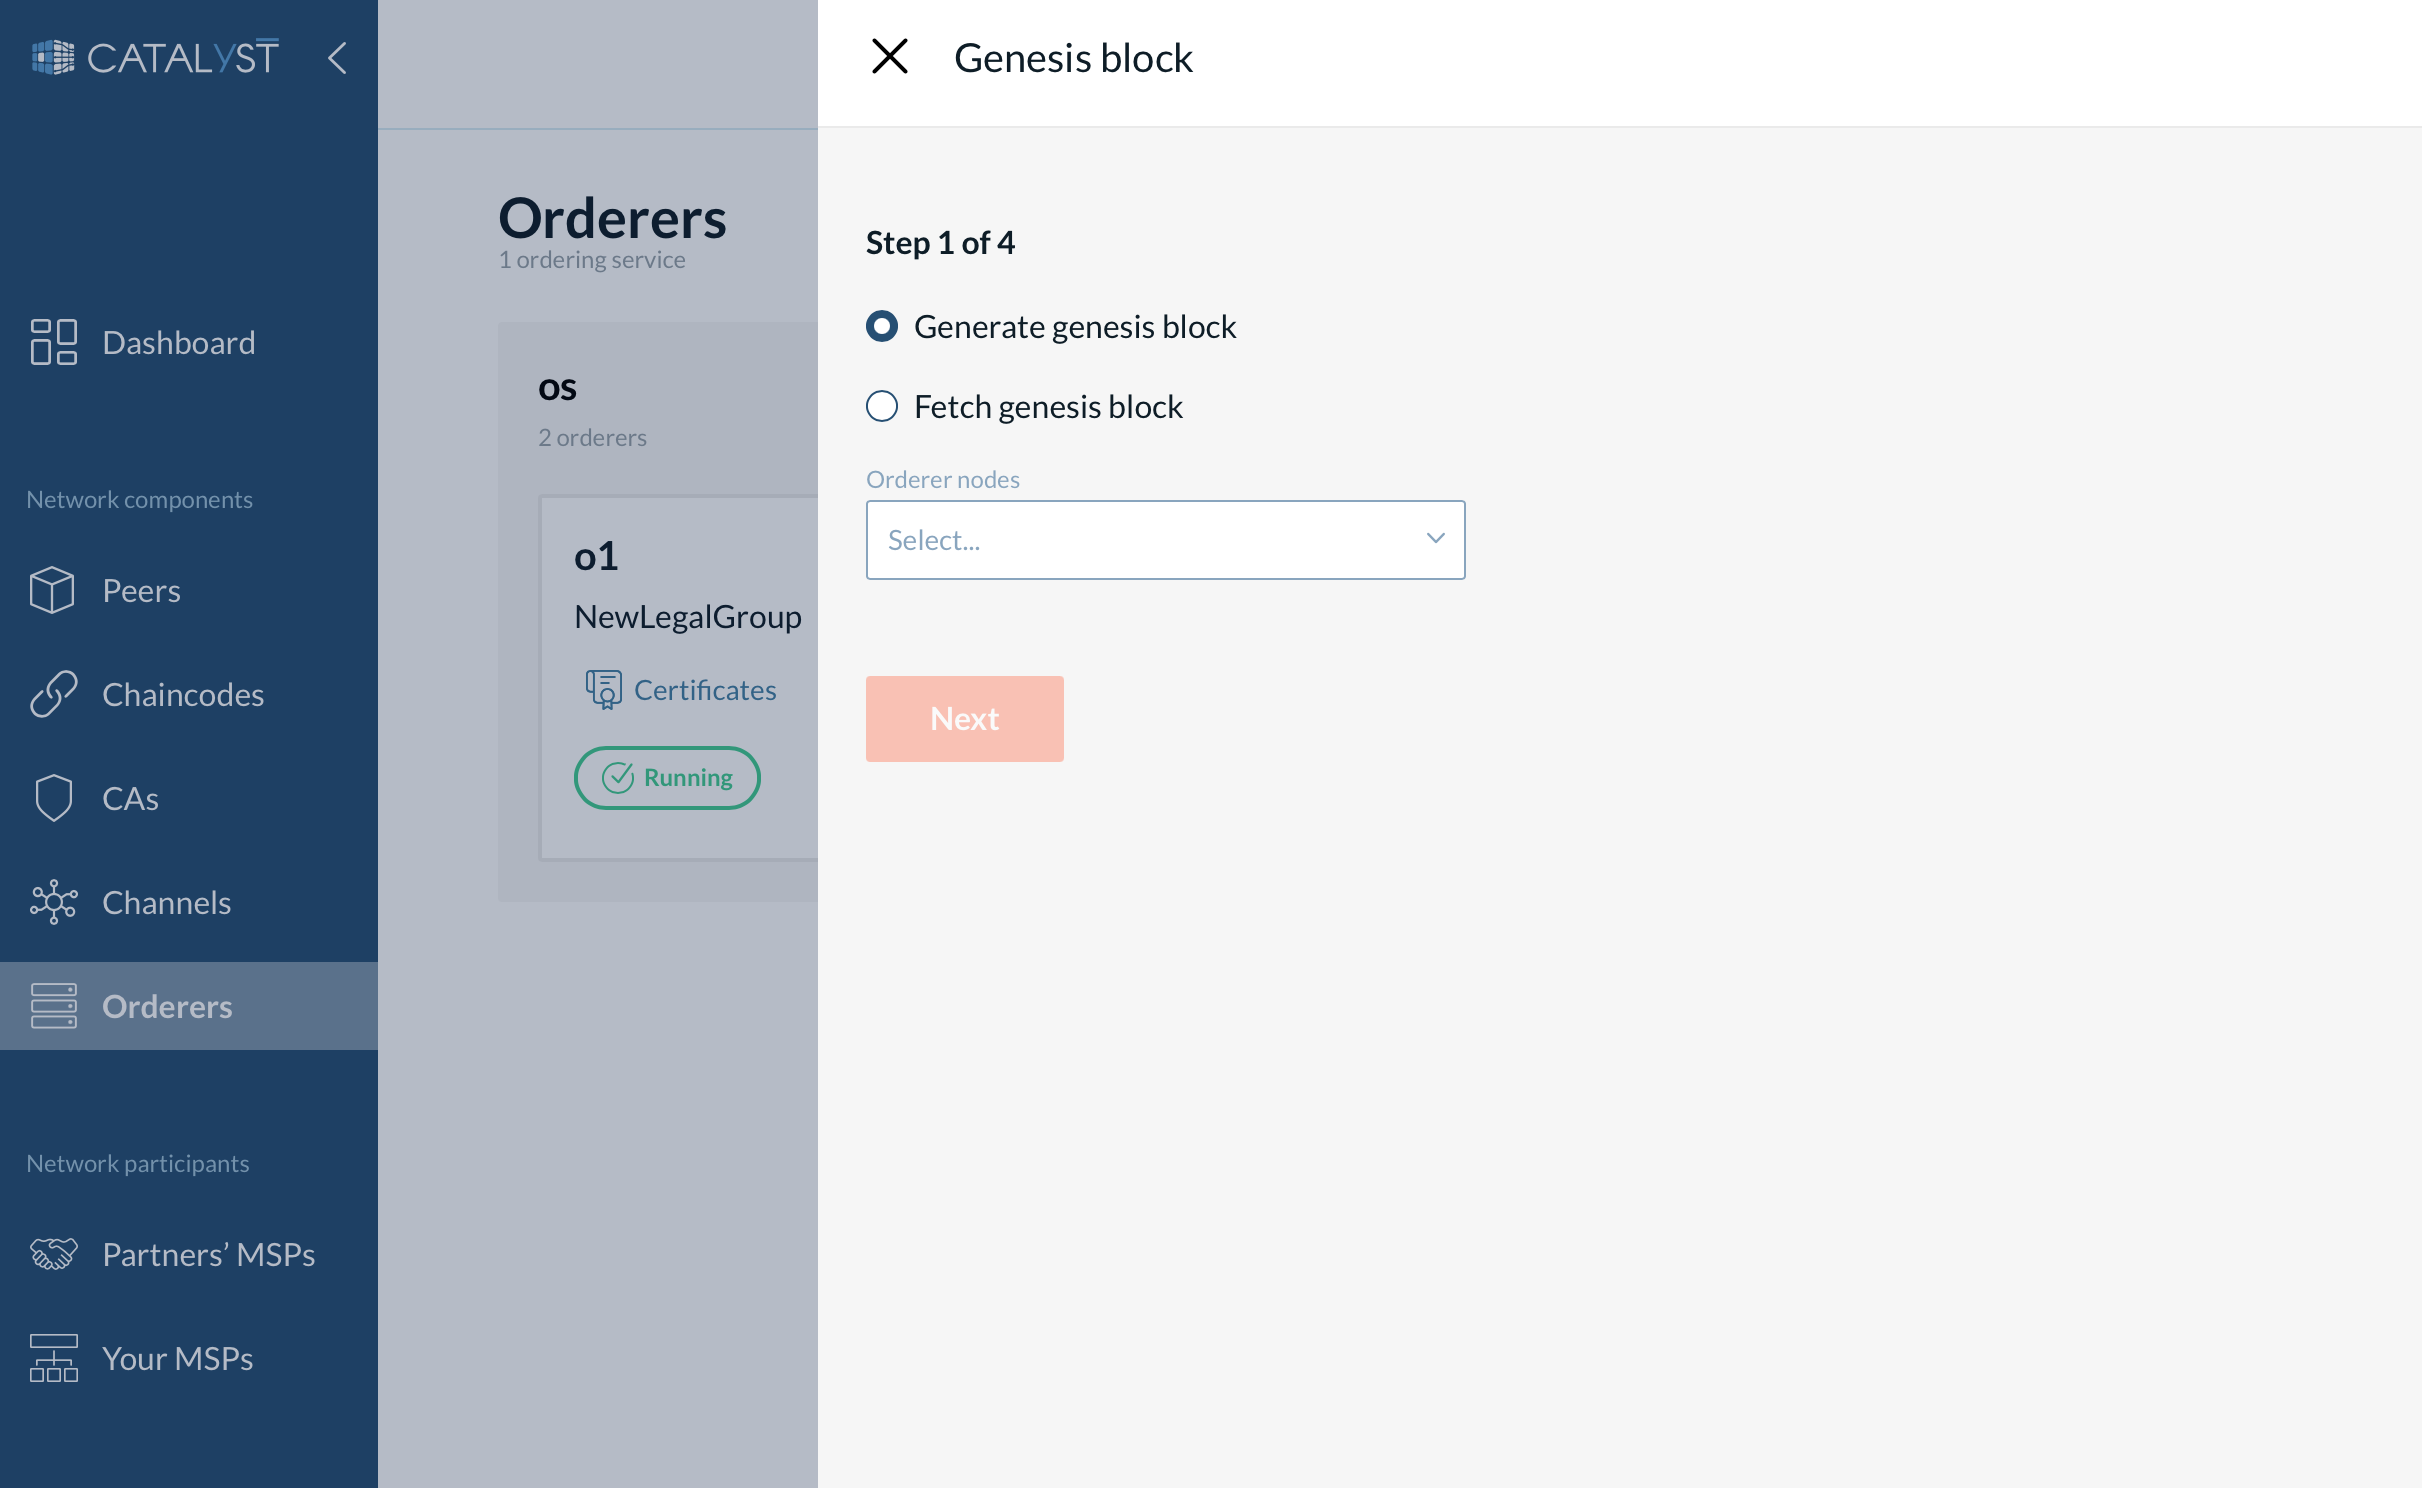 CATALYST
Dashboard
Network components
Peers
Chaincodes
CAs
Channels
Orderers
Network participants
Partners’ MSPs
Your MSPs
Orderers
1 ordering service
os
2 orderers
o1
NewLegalGroup
Certificates
Running
Genesis block
Step 1 of 4
Generate genesis block
Fetch genesis block
Orderer nodes
Select...
Next